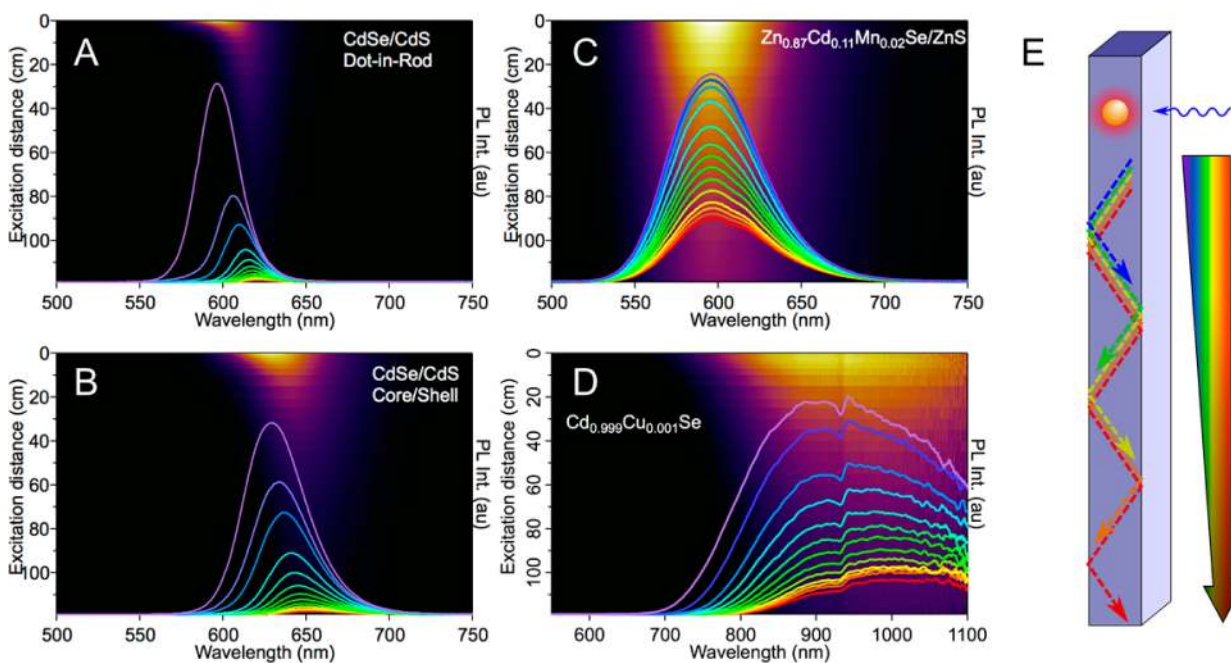 A
CdSe/CdS
Dot-in-Rod
Excitation distance (cm)
0
20
40
60
80
100
PL Int. (au)
500
550
600
650
700
750
Wavelength (nm)
C
Zn0.87Cd0.11Mn0.02Se/ZnS
Excitation distance (cm)
0
20
40
60
80
100
PL Int. (au)
500
550
600
650
700
750
Wavelength (nm)
E
B
CdSe/CdS
Core/Shell
Excitation distance (cm)
0
20
40
60
80
100
PL Int. (au)
500
550
600
650
700
750
Wavelength (nm)
D
Cd0.999Cu0.001Se
Excitation distance (cm)
0
20
40
60
80
100
PL Int. (au)
600
700
800
900
1000
1100
Wavelength (nm)